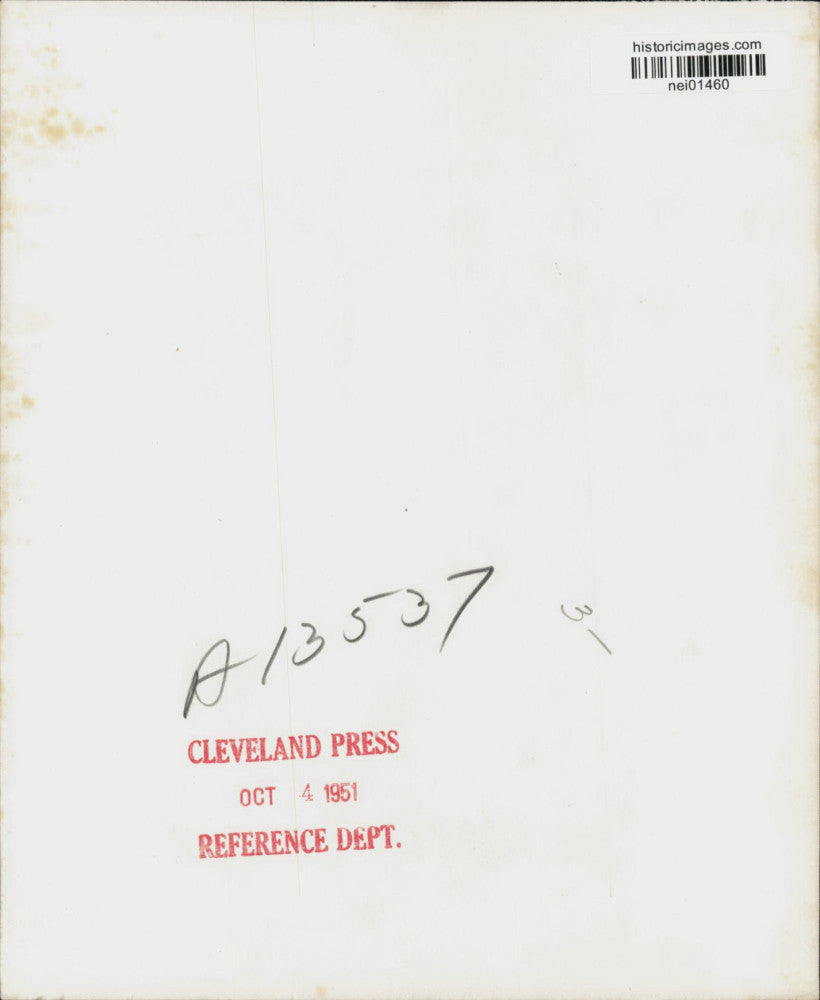 historicimages.com
nei01460
A13537
3-
CLEVELAND PRESS
OCT 4 1951
REFERENCE DEPT.